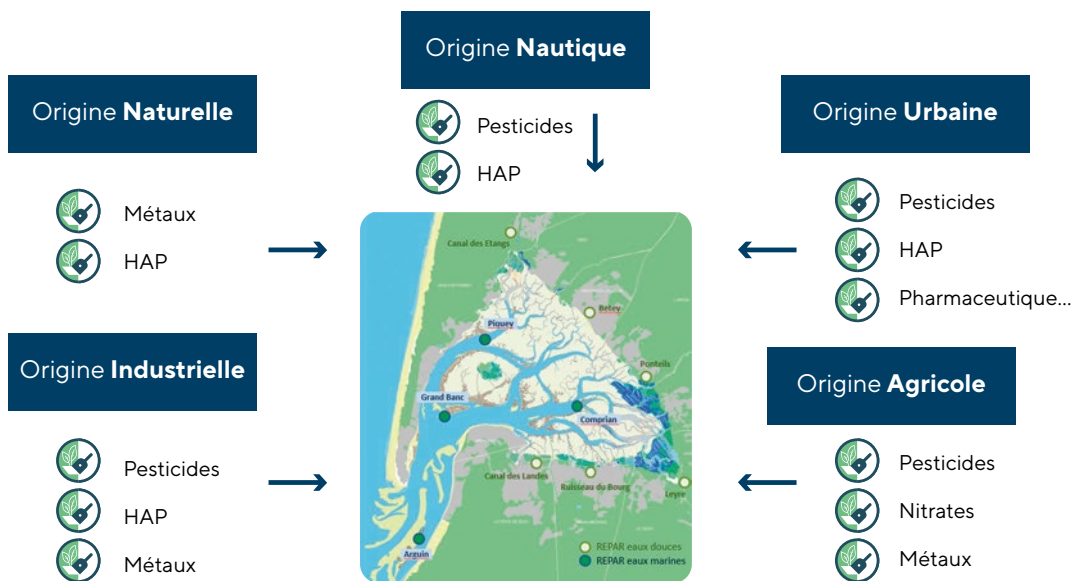 Origine Nautique
Pesticides
HAP
Origine Naturelle
Métaux
HAP
Origine Urbaine
Pesticides
HAP
Pharmaceutique...
Origine Industrielle
Pesticides
HAP
Métaux
Origine Agricole
Pesticides
Nitrates
Métaux
Canal des Etangs
Betey
Piquey
Ponteils
Grand Banc
Comprian
Canal des Landes
Ruisseau du Bourg
Leyre
Arguin
REPAR eaux douces
REPAR eaux marines